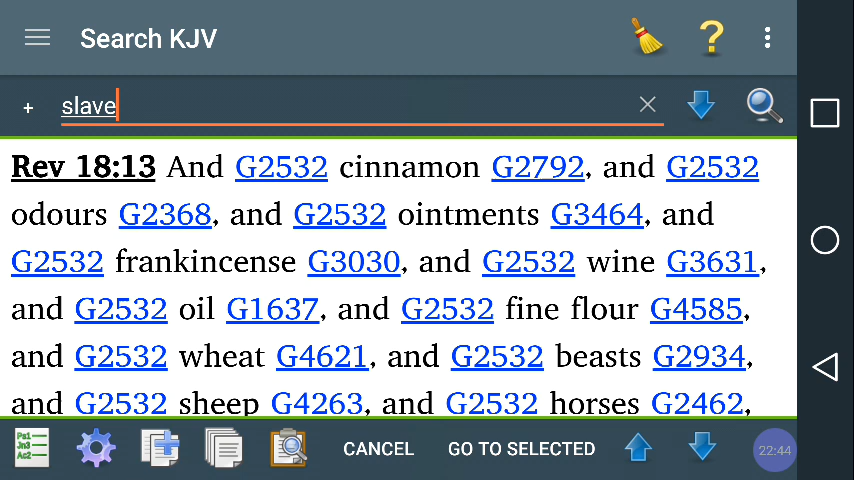 Search KJV
+ slave
Rev 18:13 And G2532 cinnamon G2792, and G2532
odours G2368, and G2532 ointments G3464, and
G2532 frankincense G3030, and G2532 wine G3631,
and G2532 oil G1637, and G2532 fine flour G4585,
and G2532 wheat G4621, and G2532 beasts G2934,
and G2532 sheep G4263, and G2532 horses G2462,
Ps1
Jn3
Ac2
CANCEL GO TO SELECTED 22:44